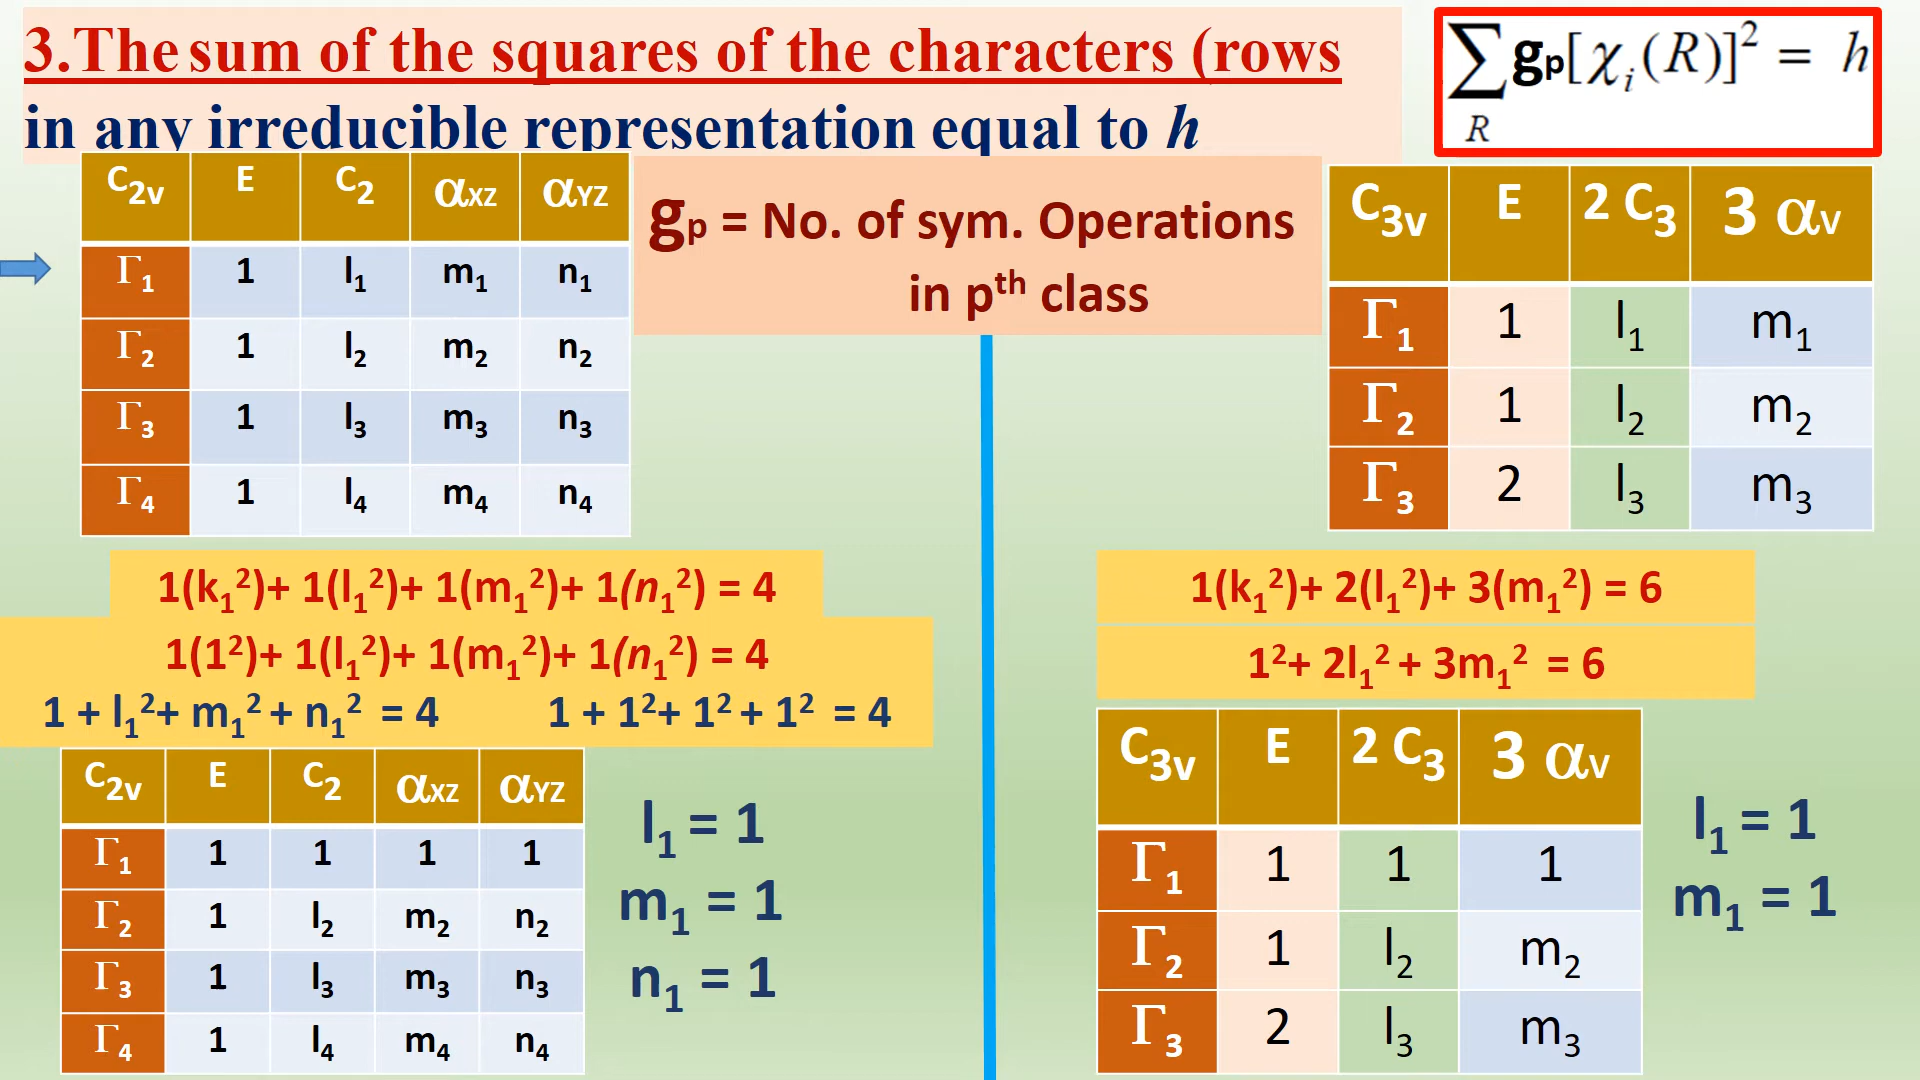 3.The sum of the squares of the characters (rows
in any irreducible representation equal to h
∑ gp[χi(R)]² = h
R
C2v E C2 αXZ αYZ
Γ1 1 l1 m1 n1
Γ2 1 l2 m2 n2
Γ3 1 l3 m3 n3
Γ4 1 l4 m4 n4
gp = No. of sym. Operations
in pth class
C3v E 2 C3 3 αV
Γ1 1 l1 m1
Γ2 1 l2 m2
Γ3 2 l3 m3
1(k1²)+ 1(l1²)+ 1(m1²)+ 1(n1²) = 4
1(1²)+ 1(l1²)+ 1(m1²)+ 1(n1²) = 4
1 + l1²+ m1² + n1² = 4 1 + 1²+ 1² + 1² = 4
C2v E C2 αXZ αYZ
Γ1 1 1 1 1
Γ2 1 l2 m2 n2
Γ3 1 l3 m3 n3
Γ4 1 l4 m4 n4
l1 = 1
m1 = 1
n1 = 1
1(k1²)+ 2(l1²)+ 3(m1²) = 6
1²+ 2l1² + 3m1² = 6
C3v E 2 C3 3 αV
Γ1 1 1 1
Γ2 1 l2 m2
Γ3 2 l3 m3
l1 = 1
m1 = 1